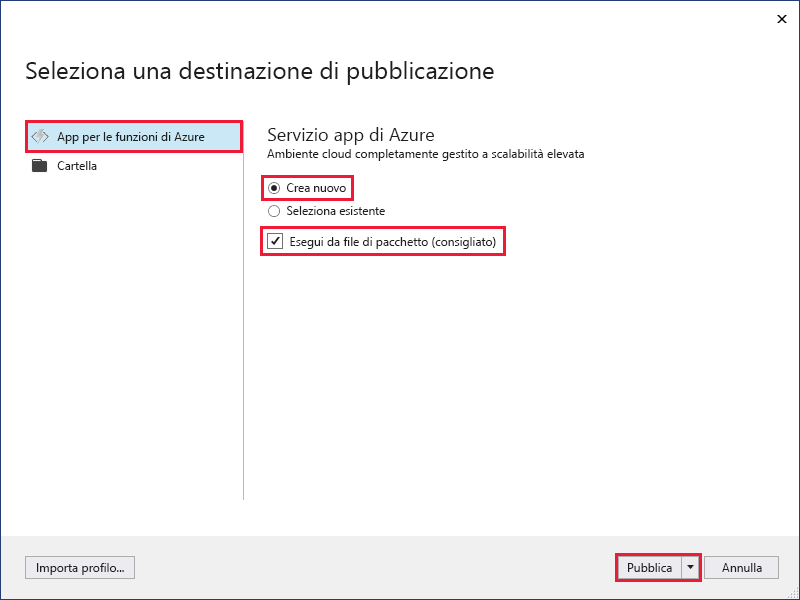 Seleziona una destinazione di pubblicazione
App per le funzioni di Azure
Cartella
Servizio app di Azure
Ambiente cloud completamente gestito a scalabilità elevata
Crea nuovo
Seleziona esistente
Esegui da file di pacchetto (consigliato)
Importa profilo...
Pubblica
Annulla